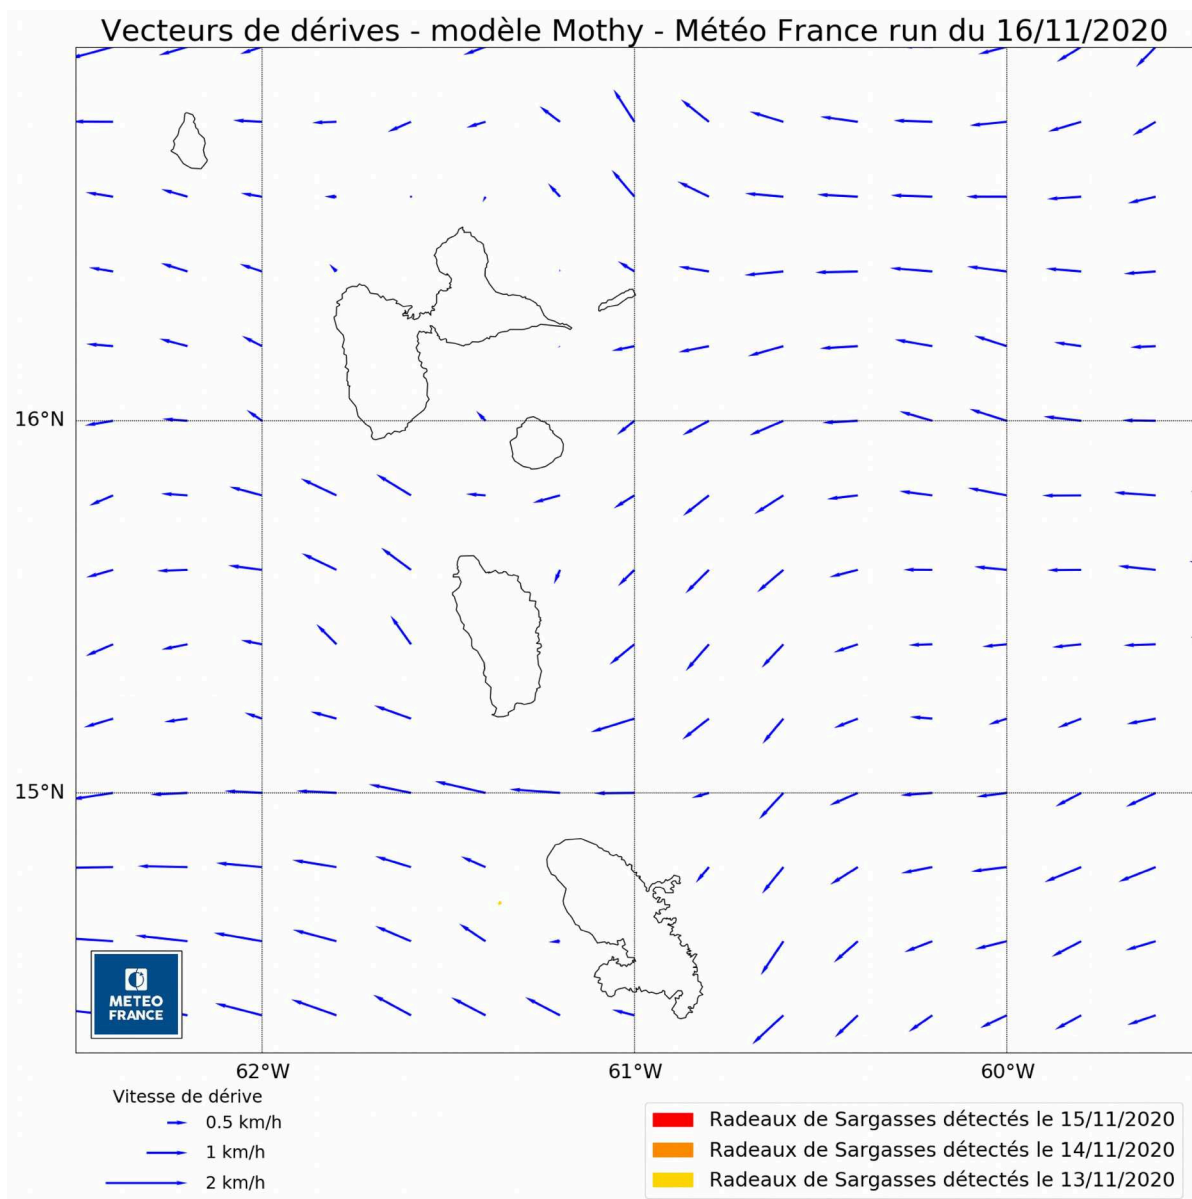 Vecteurs de dérives - modèle Mothy - Météo France run du 16/11/2020
16°N
15°N
METEO
FRANCE
62°W
61°W
60°W
Vitesse de dérive
0.5 km/h
1 km/h
2 km/h
Radeaux de Sargasses détectés le 15/11/2020
Radeaux de Sargasses détectés le 14/11/2020
Radeaux de Sargasses détectés le 13/11/2020